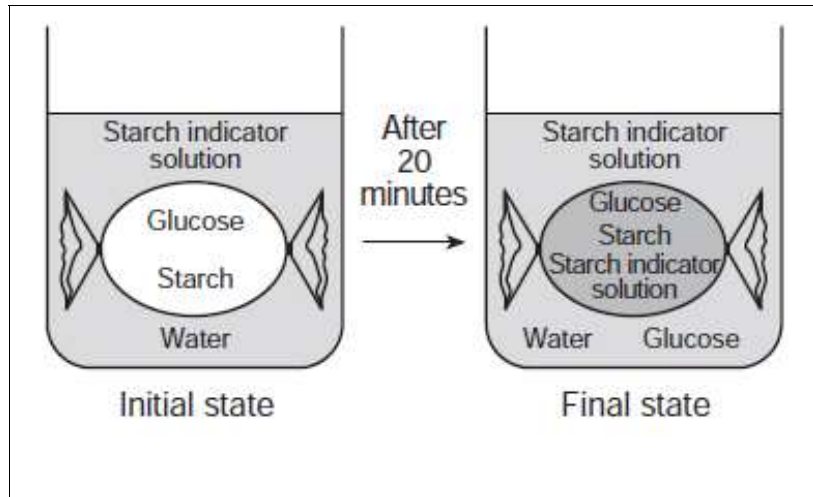 Starch indicator
solution
Glucose
Starch
Water
Initial state
After
20
minutes
Starch indicator
solution
Glucose
Starch
Starch indicator
solution
Water Glucose
Final state